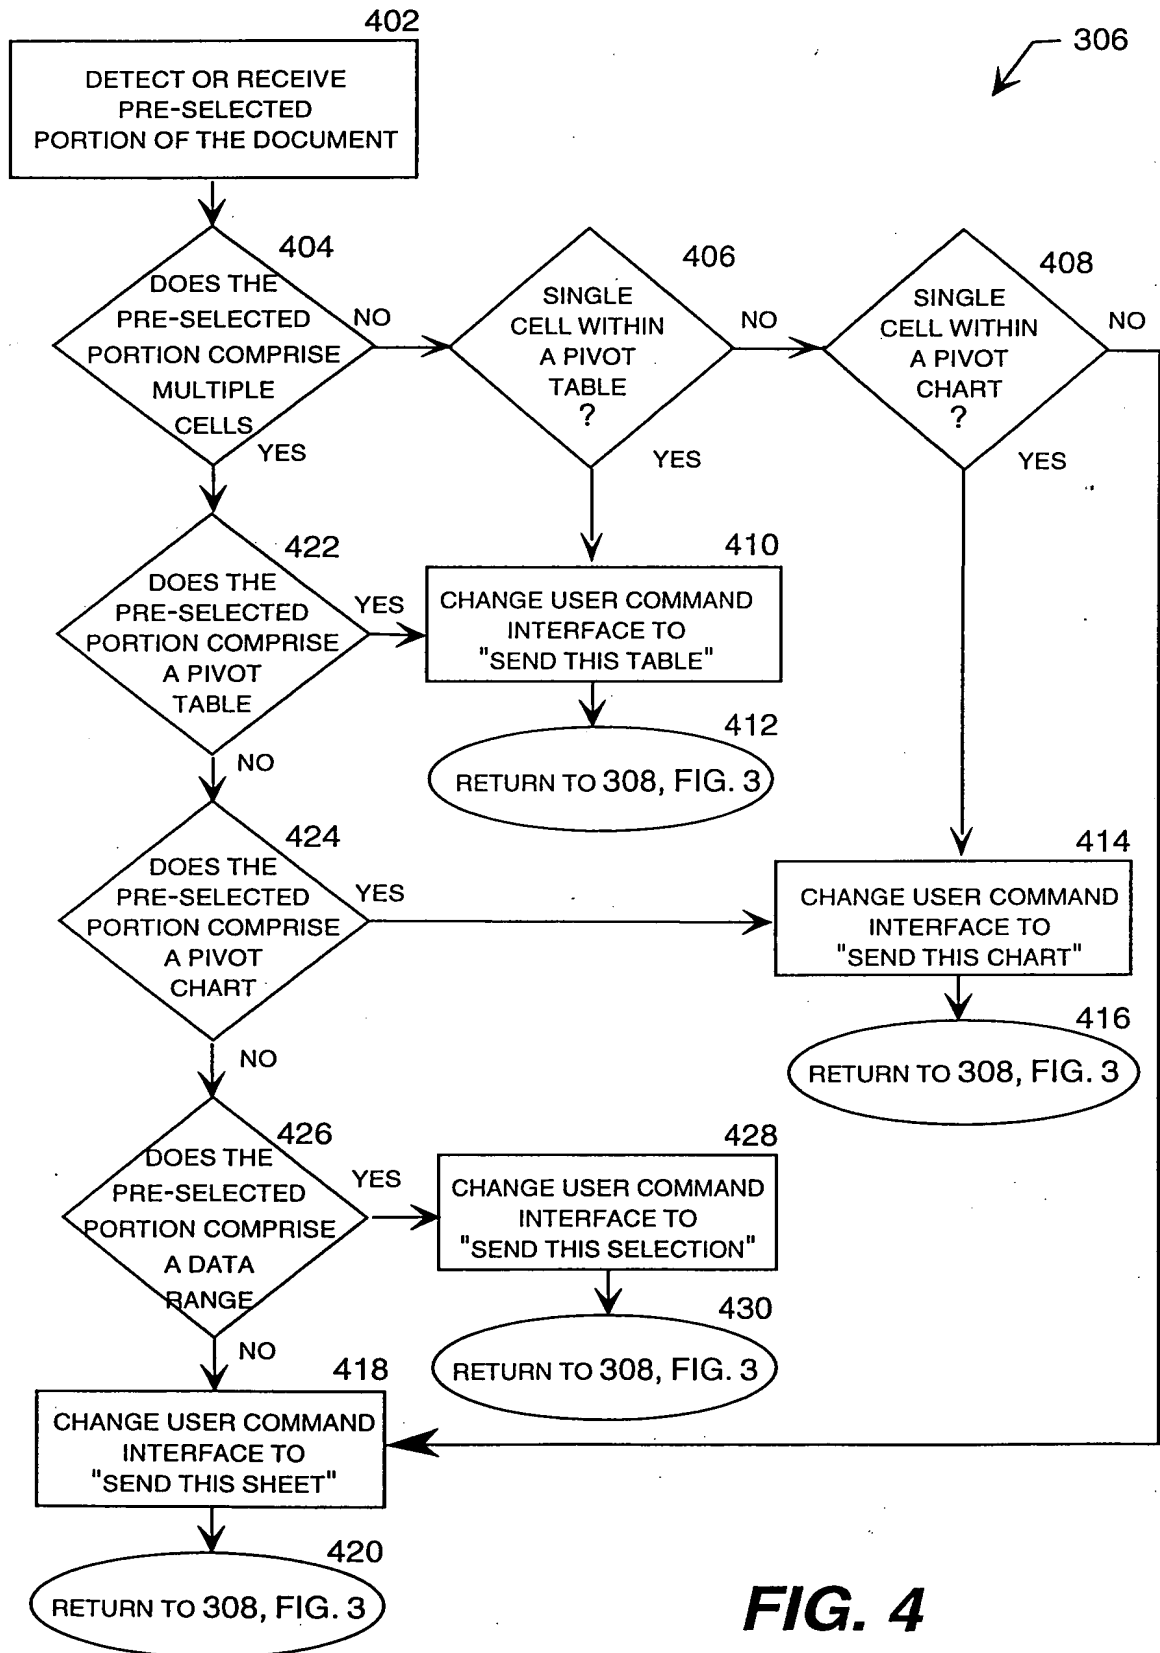 402
306
DETECT OR RECEIVE
PRE-SELECTED
PORTION OF THE DOCUMENT
404
DOES THE
PRE-SELECTED
PORTION COMPRISE
MULTIPLE
CELLS
NO
YES
406
SINGLE
CELL WITHIN
A PIVOT
TABLE
?
NO
YES
408
SINGLE
CELL WITHIN
A PIVOT
CHART
?
NO
YES
422
DOES THE
PRE-SELECTED
PORTION COMPRISE
A PIVOT
TABLE
YES
NO
410
CHANGE USER COMMAND
INTERFACE TO
"SEND THIS TABLE"
412
RETURN TO 308, FIG. 3
424
DOES THE
PRE-SELECTED
PORTION COMPRISE
A PIVOT
CHART
YES
NO
414
CHANGE USER COMMAND
INTERFACE TO
"SEND THIS CHART"
416
RETURN TO 308, FIG. 3
426
DOES THE
PRE-SELECTED
PORTION COMPRISE
A DATA
RANGE
YES
NO
428
CHANGE USER COMMAND
INTERFACE TO
"SEND THIS SELECTION"
430
RETURN TO 308, FIG. 3
418
CHANGE USER COMMAND
INTERFACE TO
"SEND THIS SHEET"
420
RETURN TO 308, FIG. 3
FIG. 4